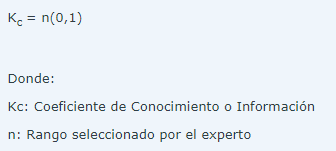 Kc = n(0,1)
Donde:
Kc: Coeficiente de Conocimiento o Información
n: Rango seleccionado por el experto